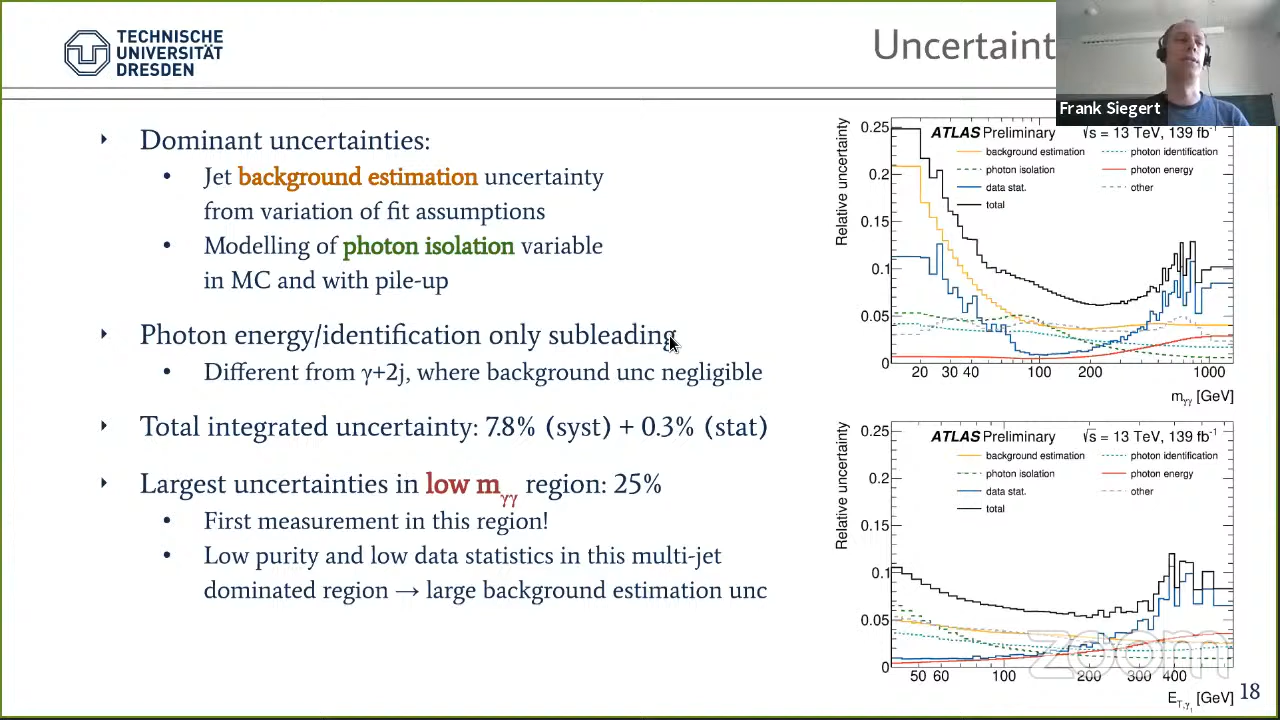 TECHNISCHE
UNIVERSITÄT
DRESDEN
Uncertaint
Frank Siegert
‣ Dominant uncertainties:
• Jet background estimation uncertainty
from variation of fit assumptions
• Modelling of photon isolation variable
in MC and with pile-up
‣ Photon energy/identification only subleading
• Different from γ+2j, where background unc negligible
‣ Total integrated uncertainty: 7.8% (syst) + 0.3% (stat)
‣ Largest uncertainties in low mγγ region: 25%
• First measurement in this region!
• Low purity and low data statistics in this multi-jet
dominated region → large background estimation unc
Relative uncertainty
0.25
0.2
0.15
0.1
0.05
0
ATLAS Preliminary
√s = 13 TeV, 139 fb⁻¹
background estimation
photon identification
photon isolation
photon energy
data stat.
other
total
20 30 40 100 200 1000
mγγ [GeV]
Relative uncertainty
0.25
0.2
0.15
0.1
0.05
0
ATLAS Preliminary
√s = 13 TeV, 139 fb⁻¹
background estimation
photon identification
photon isolation
photon energy
data stat.
other
total
50 60 100 200 300 400
E_T,γ₁ [GeV]
zoom
18